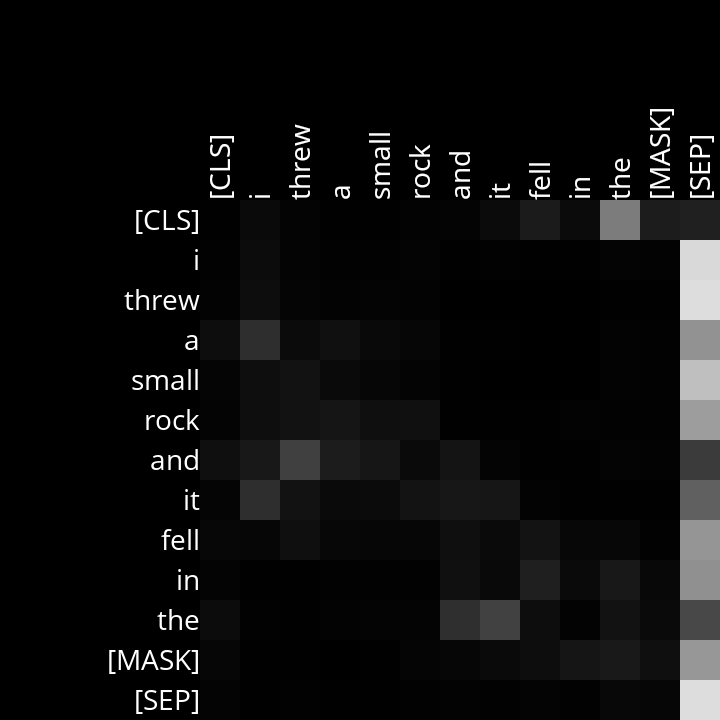 [CLS] i threw a small rock and it fell in the [MASK] [SEP]
[CLS]
i
threw
a
small
rock
and
it
fell
in
the
[MASK]
[SEP]